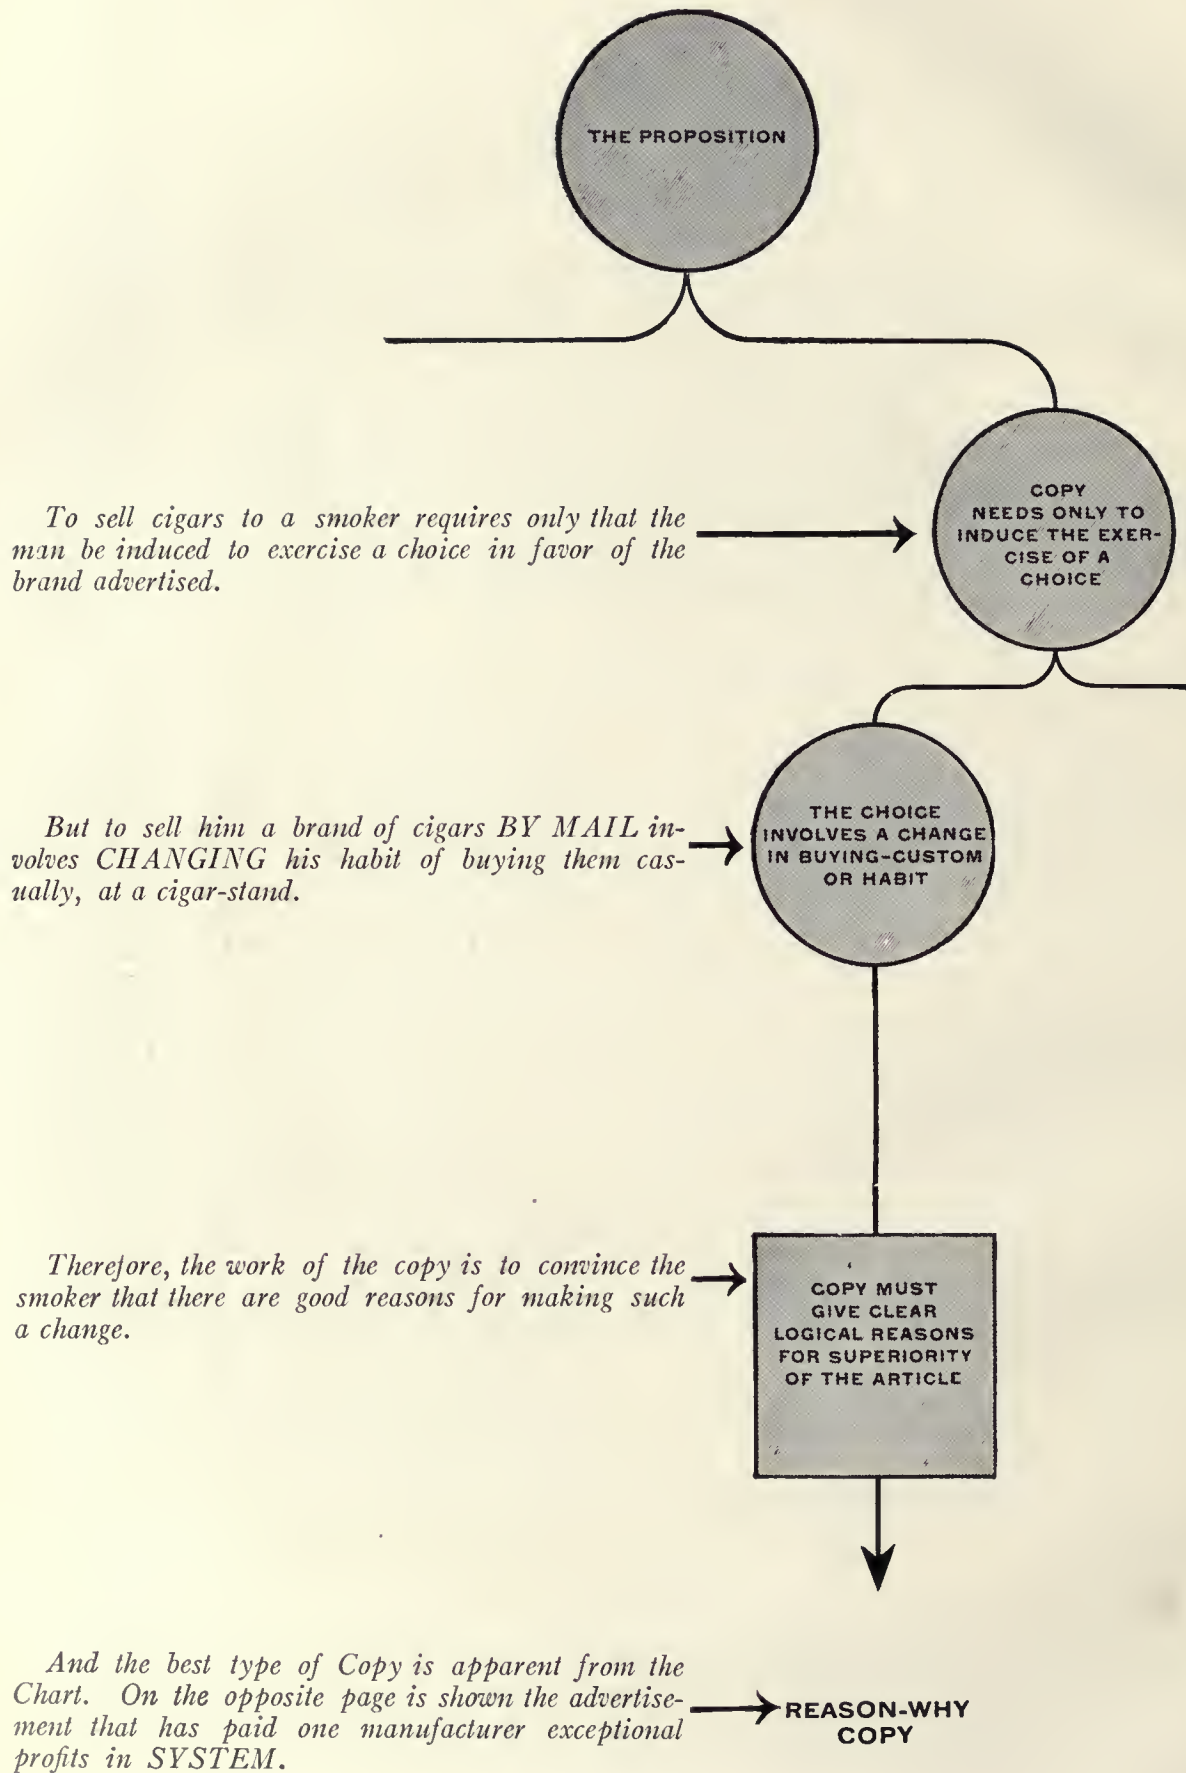 THE PROPOSITION
To sell cigars to a smoker requires only that the
man be induced to exercise a choice in favor of the
brand advertised.
COPY
NEEDS ONLY TO
INDUCE THE EXER-
CISE OF A
CHOICE
But to sell him a brand of cigars BY MAIL in-
volves CHANGING his habit of buying them cas-
ually, at a cigar-stand.
THE CHOICE
INVOLVES A CHANGE
IN BUYING-CUSTOM
OR HABIT
Therefore, the work of the copy is to convince the
smoker that there are good reasons for making such
a change.
COPY MUST
GIVE CLEAR
LOGICAL REASONS
FOR SUPERIORITY
OF THE ARTICLE
And the best type of Copy is apparent from the
Chart. On the opposite page is shown the advertise-
ment that has paid one manufacturer exceptional
profits in SYSTEM.
REASON-WHY
COPY